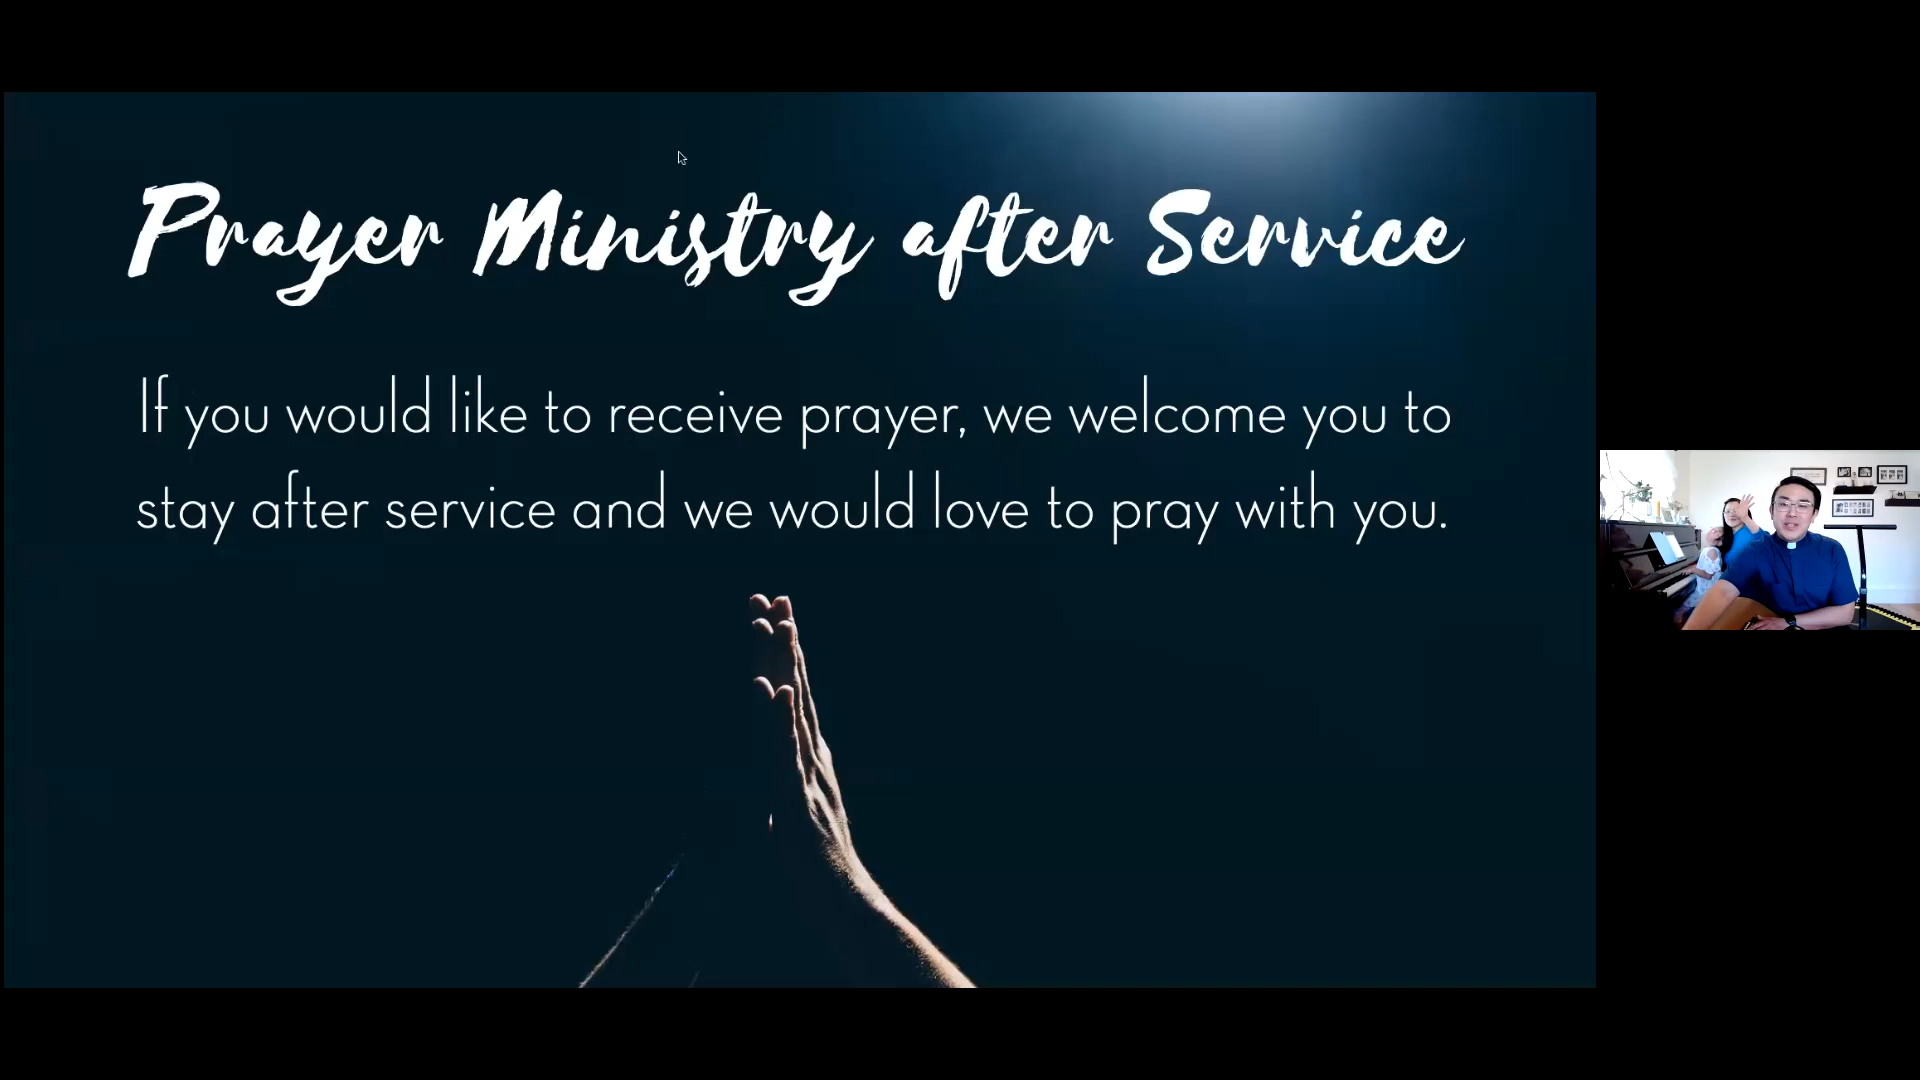 Prayer Ministry after Service
If you would like to receive prayer, we welcome you to
stay after service and we would love to pray with you.